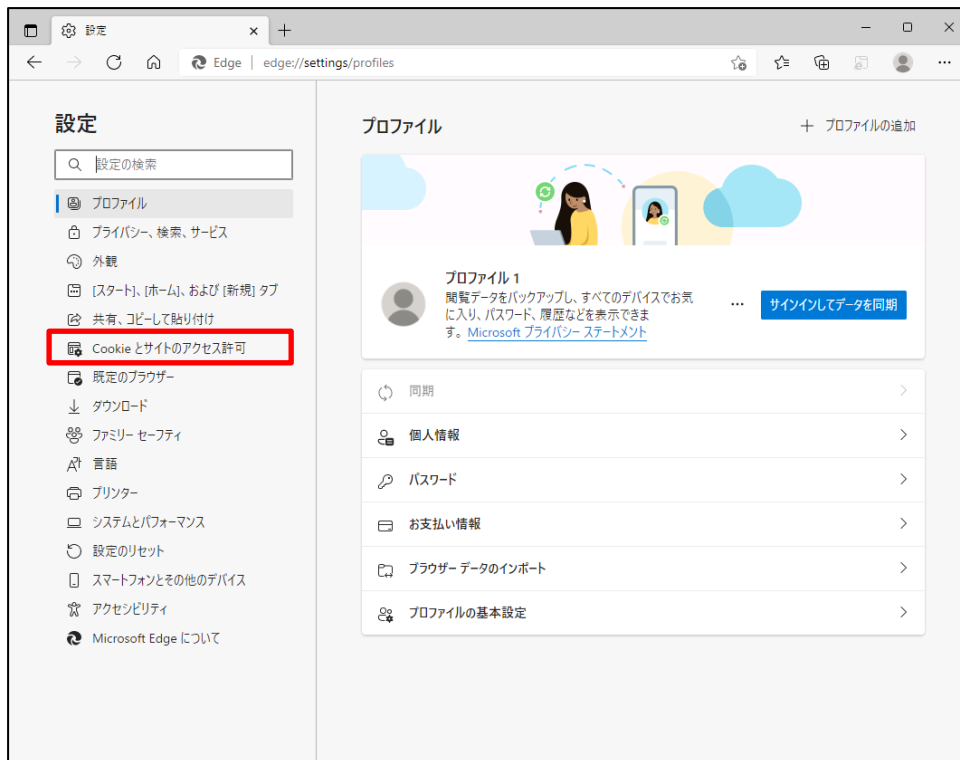 設定
Edge | edge://settings/profiles
設定
設定の検索
プロファイル
プライバシー、検索、サービス
外観
[スタート]、[ホーム]、および [新規] タブ
共有、コピーして貼り付け
Cookie とサイトのアクセス許可
既定のブラウザー
ダウンロード
ファミリー セーフティ
言語
プリンター
システムとパフォーマンス
設定のリセット
スマートフォンとその他のデバイス
アクセシビリティ
Microsoft Edge について
プロファイル
プロファイルの追加
プロファイル 1
閲覧データをバックアップし、すべてのデバイスでお気
に入り、パスワード、履歴などを表示できま
す。Microsoft プライバシー ステートメント
サインインしてデータを同期
同期
個人情報
パスワード
お支払い情報
ブラウザー データのインポート
プロファイルの基本設定